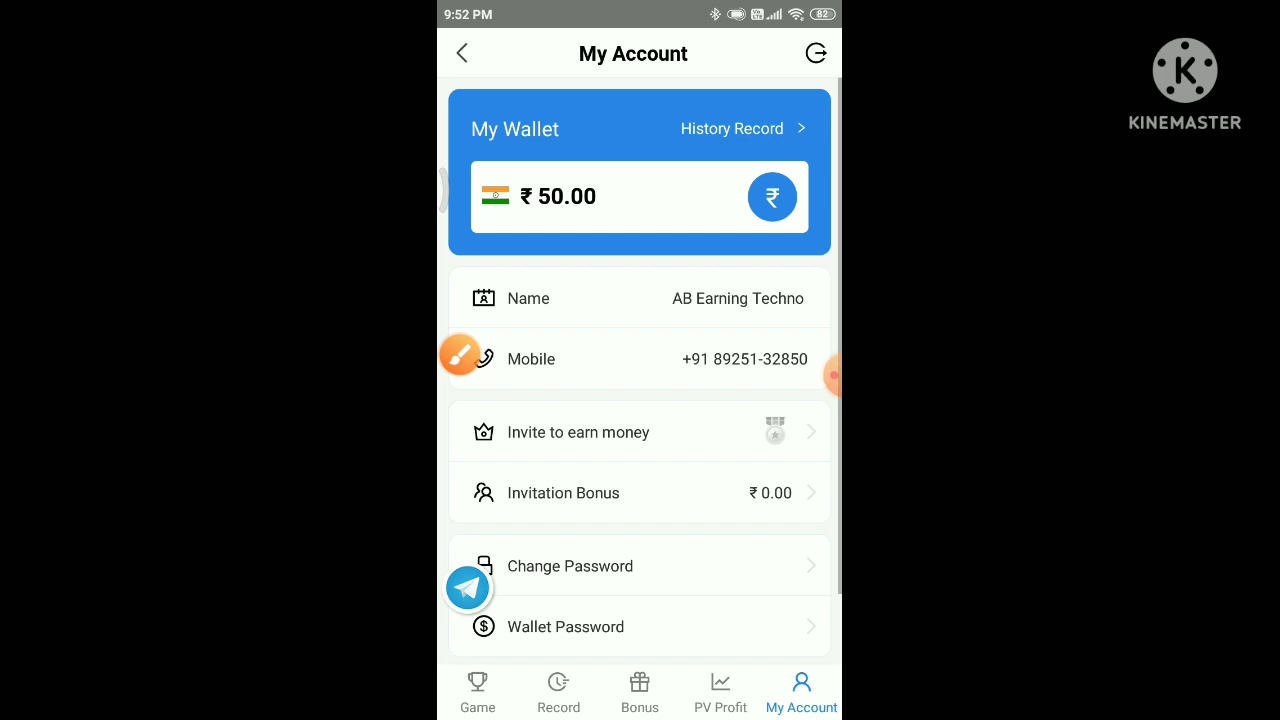 9:52 PM
82
My Account
K
KINEMASTER
My Wallet
History Record >
₹ 50.00
₹
Name
AB Earning Techno
Mobile
+91 89251-32850
Invite to earn money
Invitation Bonus
₹ 0.00
Change Password
$
Wallet Password
Game
Record
Bonus
PV Profit
My Account